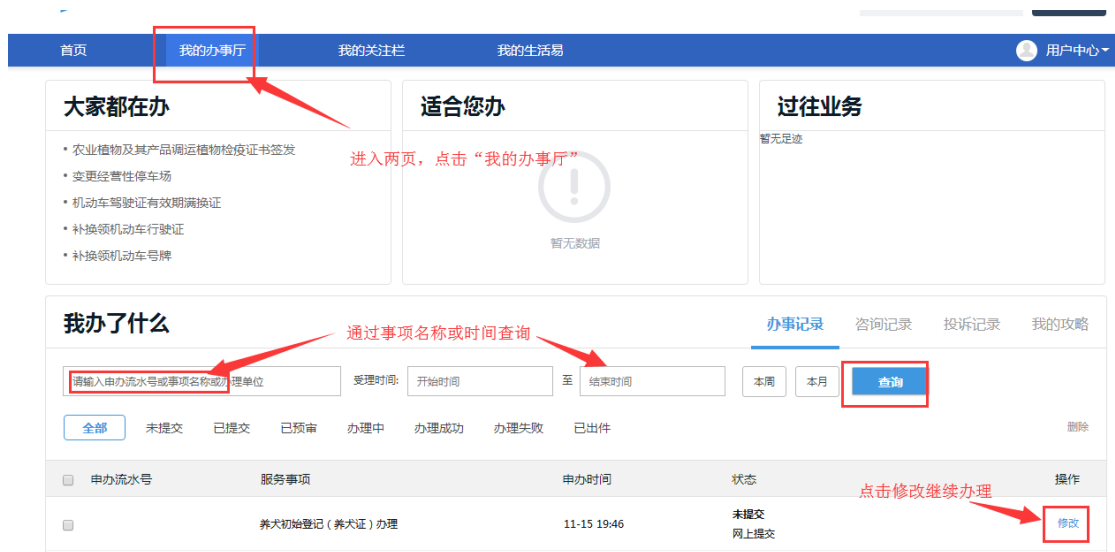 首页 我的办事厅 我的关注栏 我的生活易 用户中心
大家都在办 适合您办 过往业务
• 农业植物及其产品调运植物检疫证书签发
• 变更经营性停车场
• 机动车驾驶证有效期满换证
• 补换领机动车行驶证
• 补换领机动车号牌
进入两页，点击“我的办事厅”
暂无数据
暂无足迹
我办了什么 通过事项名称或时间查询 办事记录 咨询记录 投诉记录 我的攻略
请输入申办流水号或事项名称或办理单位 受理时间: 开始时间 至 结束时间 本周 本月 查询
全部 未提交 已提交 已预审 办理中 办理成功 办理失败 已出件 删除
申办流水号 服务事项 申办时间 状态 操作
点击修改继续办理
养犬初始登记（养犬证）办理 11-15 19:46 未提交 修改
网上提交